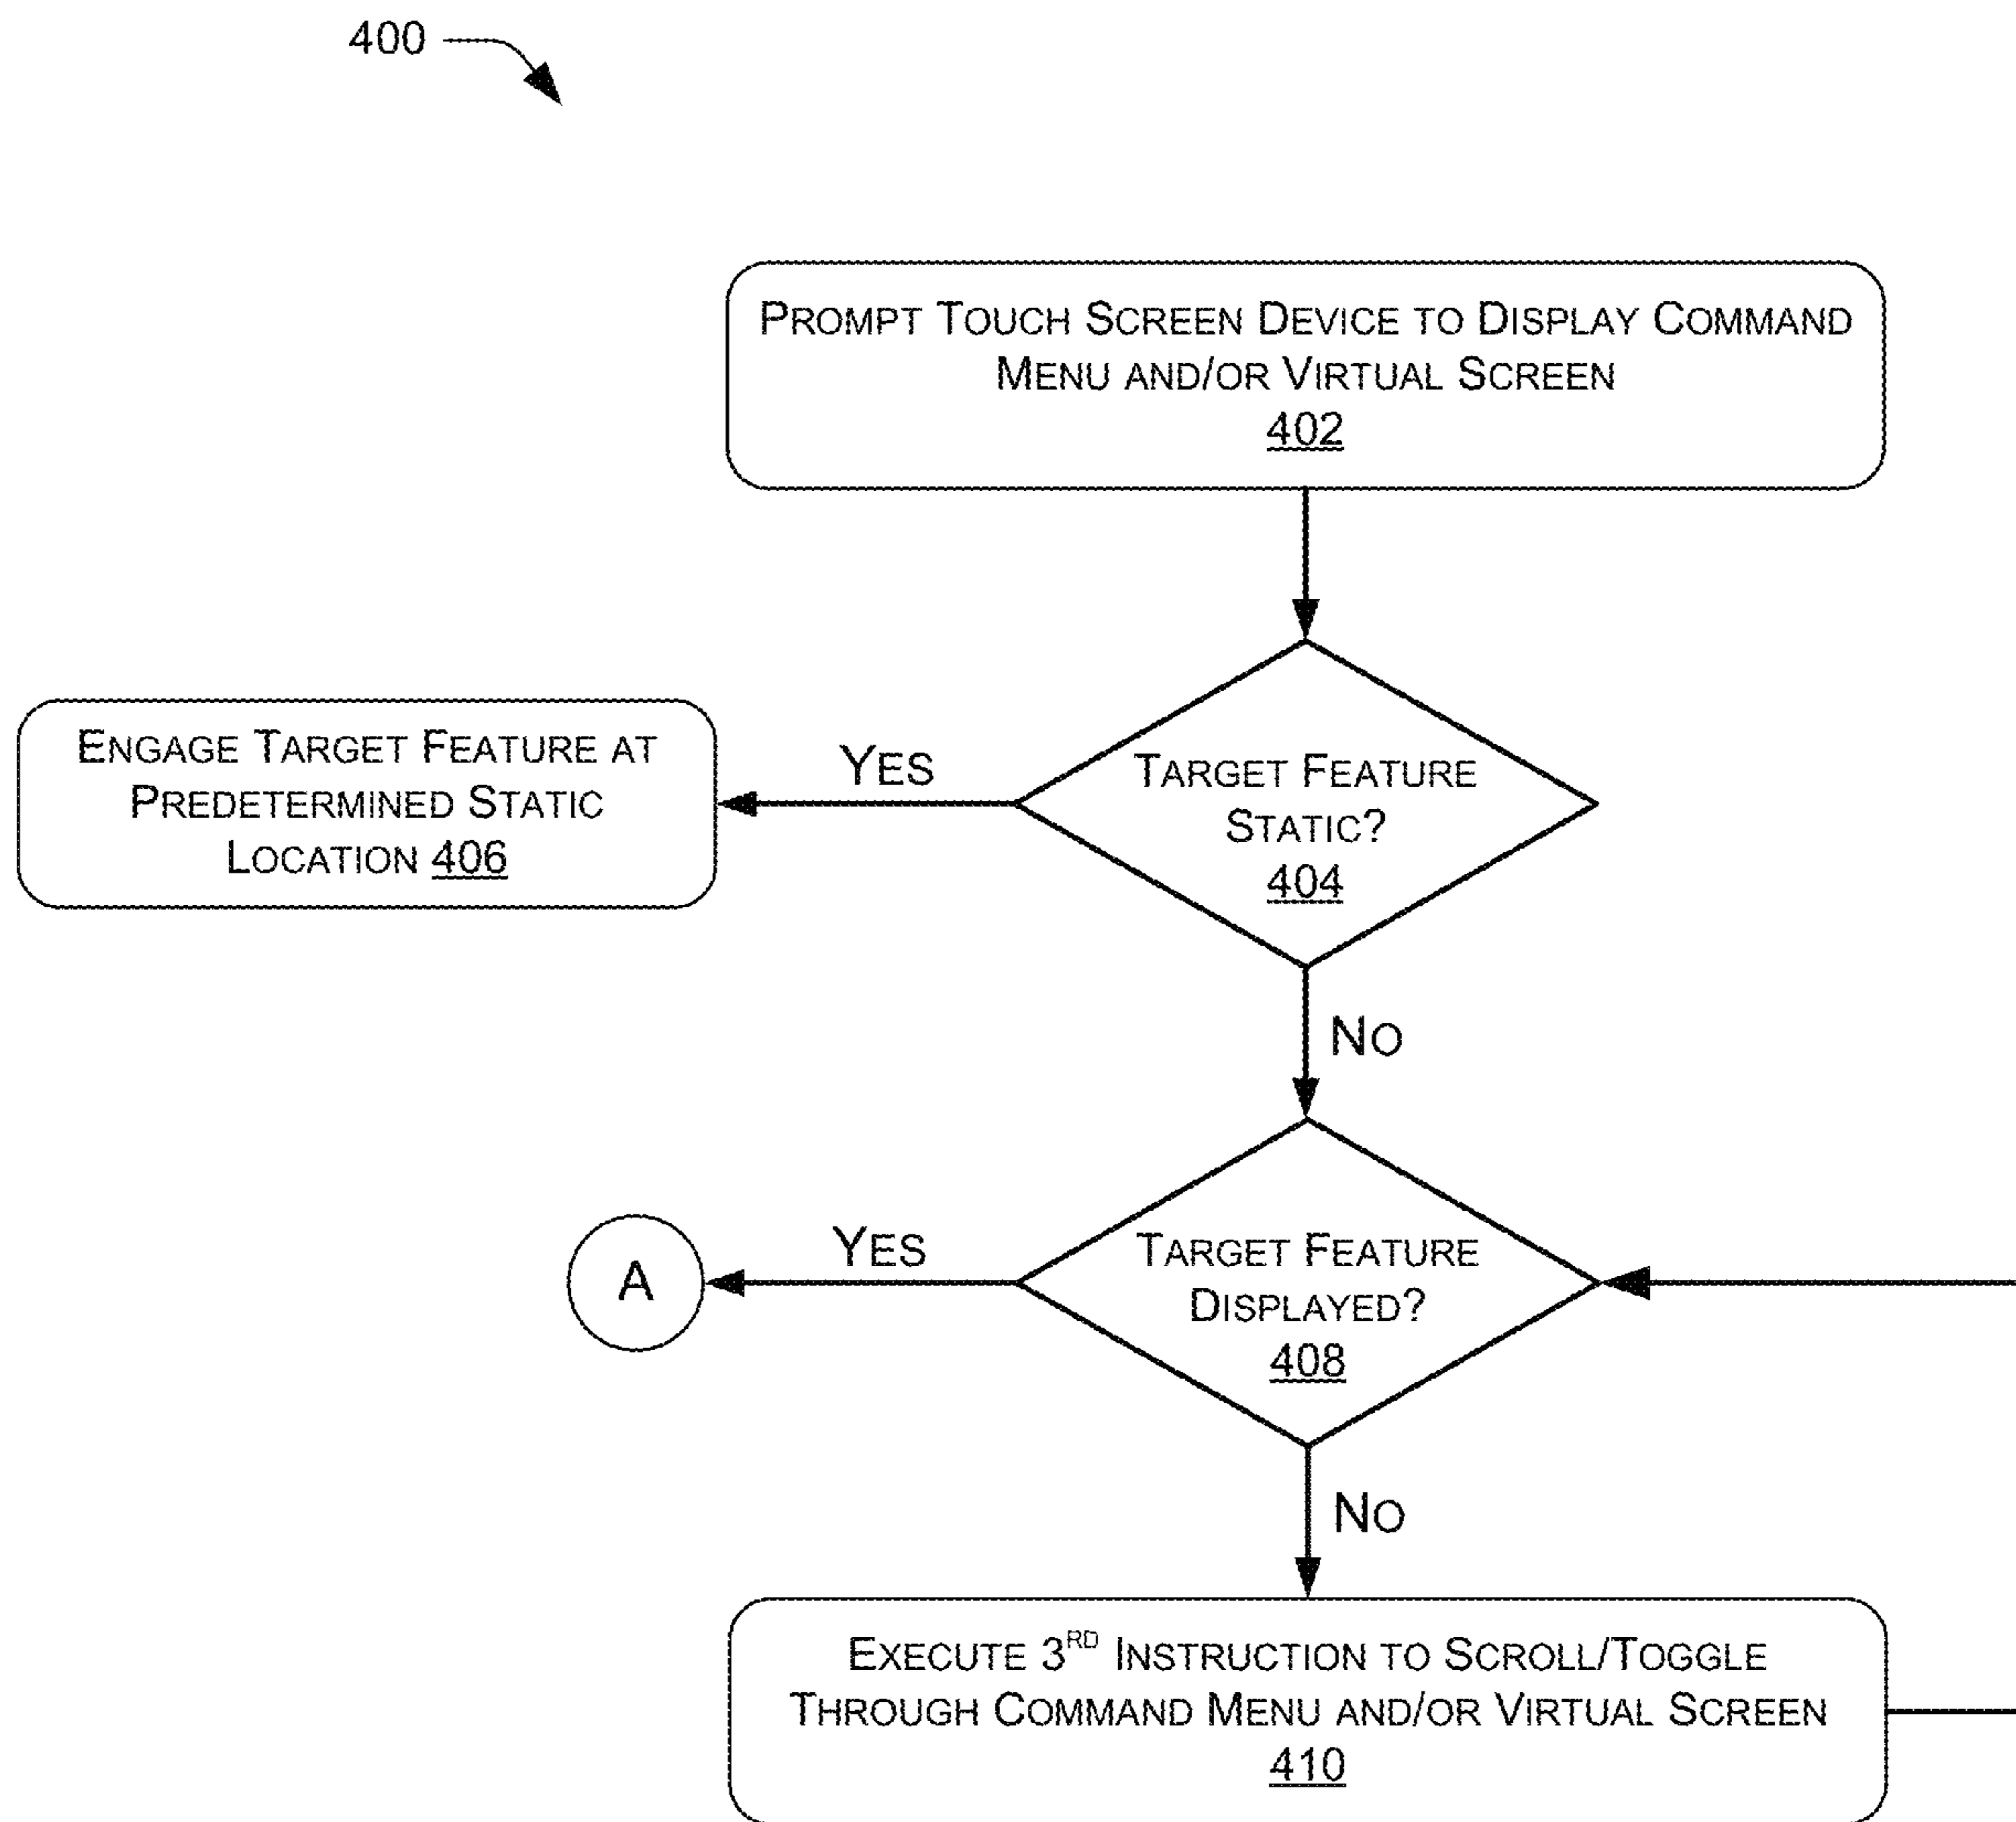 400
PROMPT TOUCH SCREEN DEVICE TO DISPLAY COMMAND
MENU AND/OR VIRTUAL SCREEN
402
ENGAGE TARGET FEATURE AT
PREDETERMINED STATIC
LOCATION 406
YES
TARGET FEATURE
STATIC?
404
NO
A
YES
TARGET FEATURE
DISPLAYED?
408
NO
EXECUTE 3RD INSTRUCTION TO SCROLL/TOGGLE
THROUGH COMMAND MENU AND/OR VIRTUAL SCREEN
410